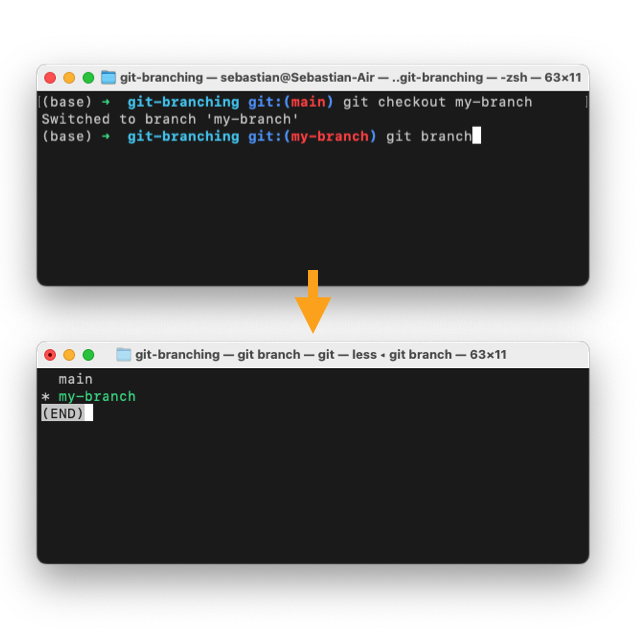 git-branching — sebastian@Sebastian-Air — ..git-branching — -zsh — 63×11
[(base) ➜  git-branching git:(main) git checkout my-branch ]
Switched to branch 'my-branch'
(base) ➜  git-branching git:(my-branch) git branch
git-branching — git branch — git — less ◂ git branch — 63×11
  main
* my-branch
(END)